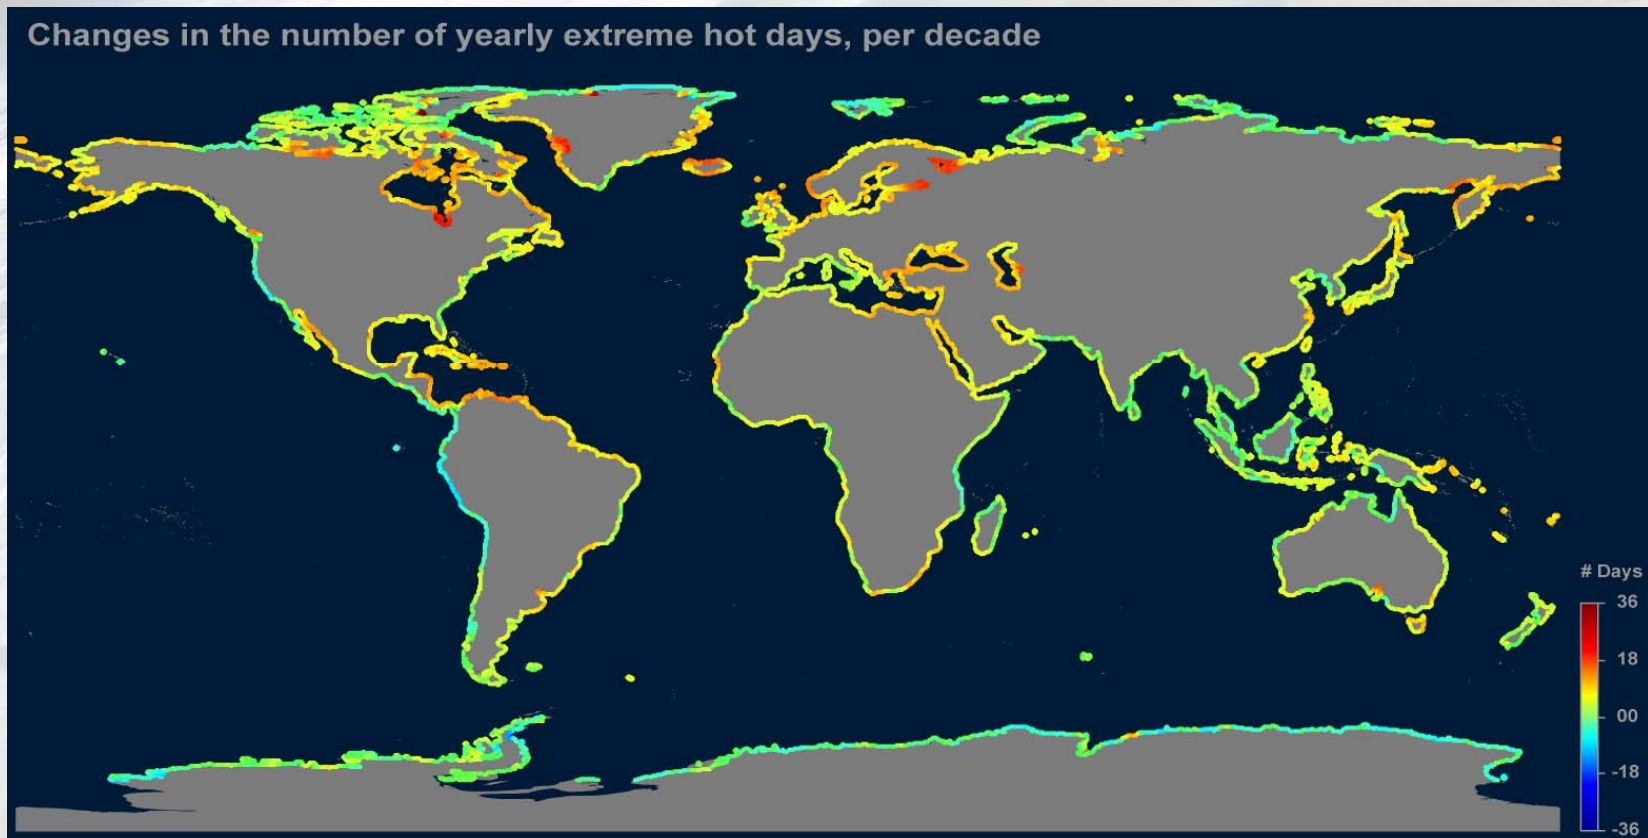 Changes in the number of yearly extreme hot days, per decade
# Days
36
18
00
-18
-36